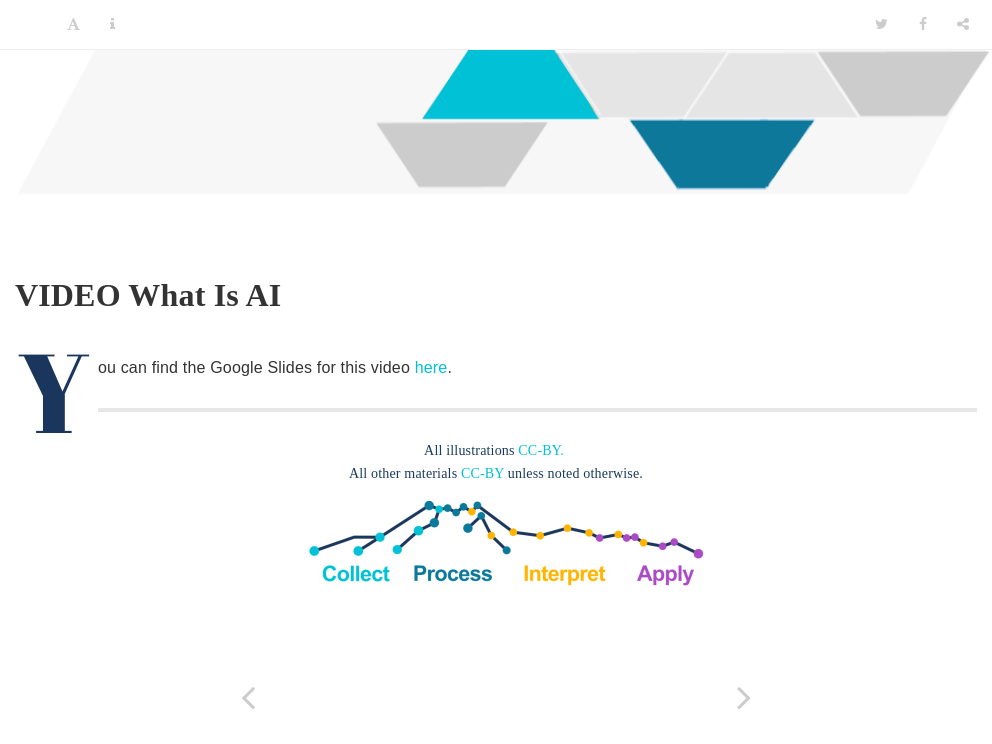 VIDEO What Is AI
You can find the Google Slides for this video here.
All illustrations CC-BY.
All other materials CC-BY unless noted otherwise.
Collect Process Interpret Apply